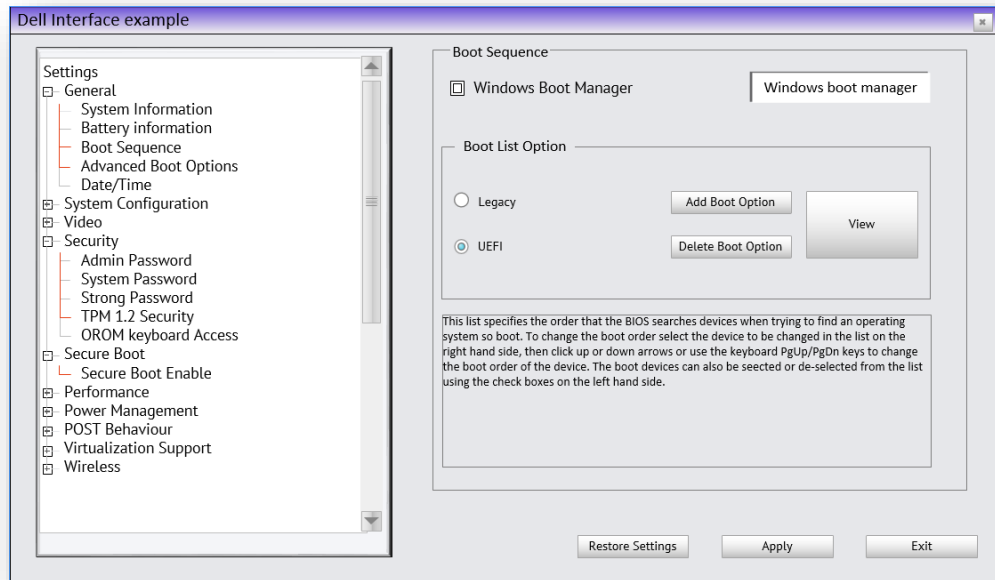 Dell Interface example
Settings
General
System Information
Battery information
Boot Sequence
Advanced Boot Options
Date/Time
System Configuration
Video
Security
Admin Password
System Password
Strong Password
TPM 1.2 Security
OROM keyboard Access
Secure Boot
Secure Boot Enable
Performance
Power Management
POST Behaviour
Virtualization Support
Wireless
Boot Sequence
Windows Boot Manager
Windows boot manager
Boot List Option
Legacy
Add Boot Option
View
UEFI
Delete Boot Option
This list specifies the order that the BIOS searches devices when trying to find an operating
system so boot. To change the boot order select the device to be changed in the list on the
right hand side, then click up or down arrows or use the keyboard PgUp/PgDn keys to change
the boot order of the device. The boot devices can also be seected or de-selected from the list
using the check boxes on the left hand side.
Restore Settings
Apply
Exit